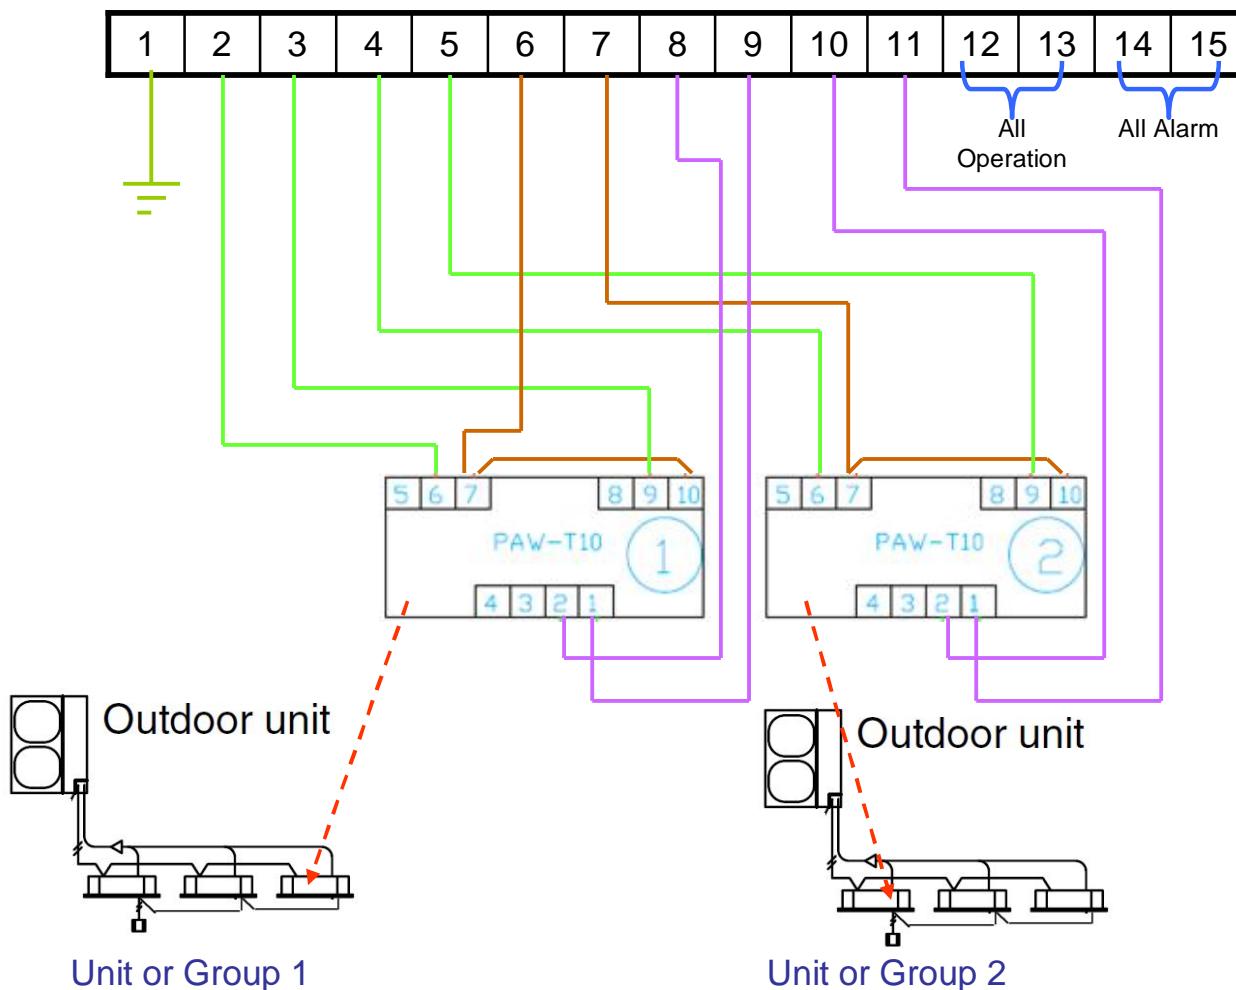 1 2 3 4 5 6 7 8 9 10 11 12 13 14 15
All All Alarm
Operation
5 6 7 8 9 10 5 6 7 8 9 10
PAW-T10 1 PAW-T10 2
4 3 2 1 4 3 2 1
Outdoor unit Outdoor unit
Unit or Group 1 Unit or Group 2